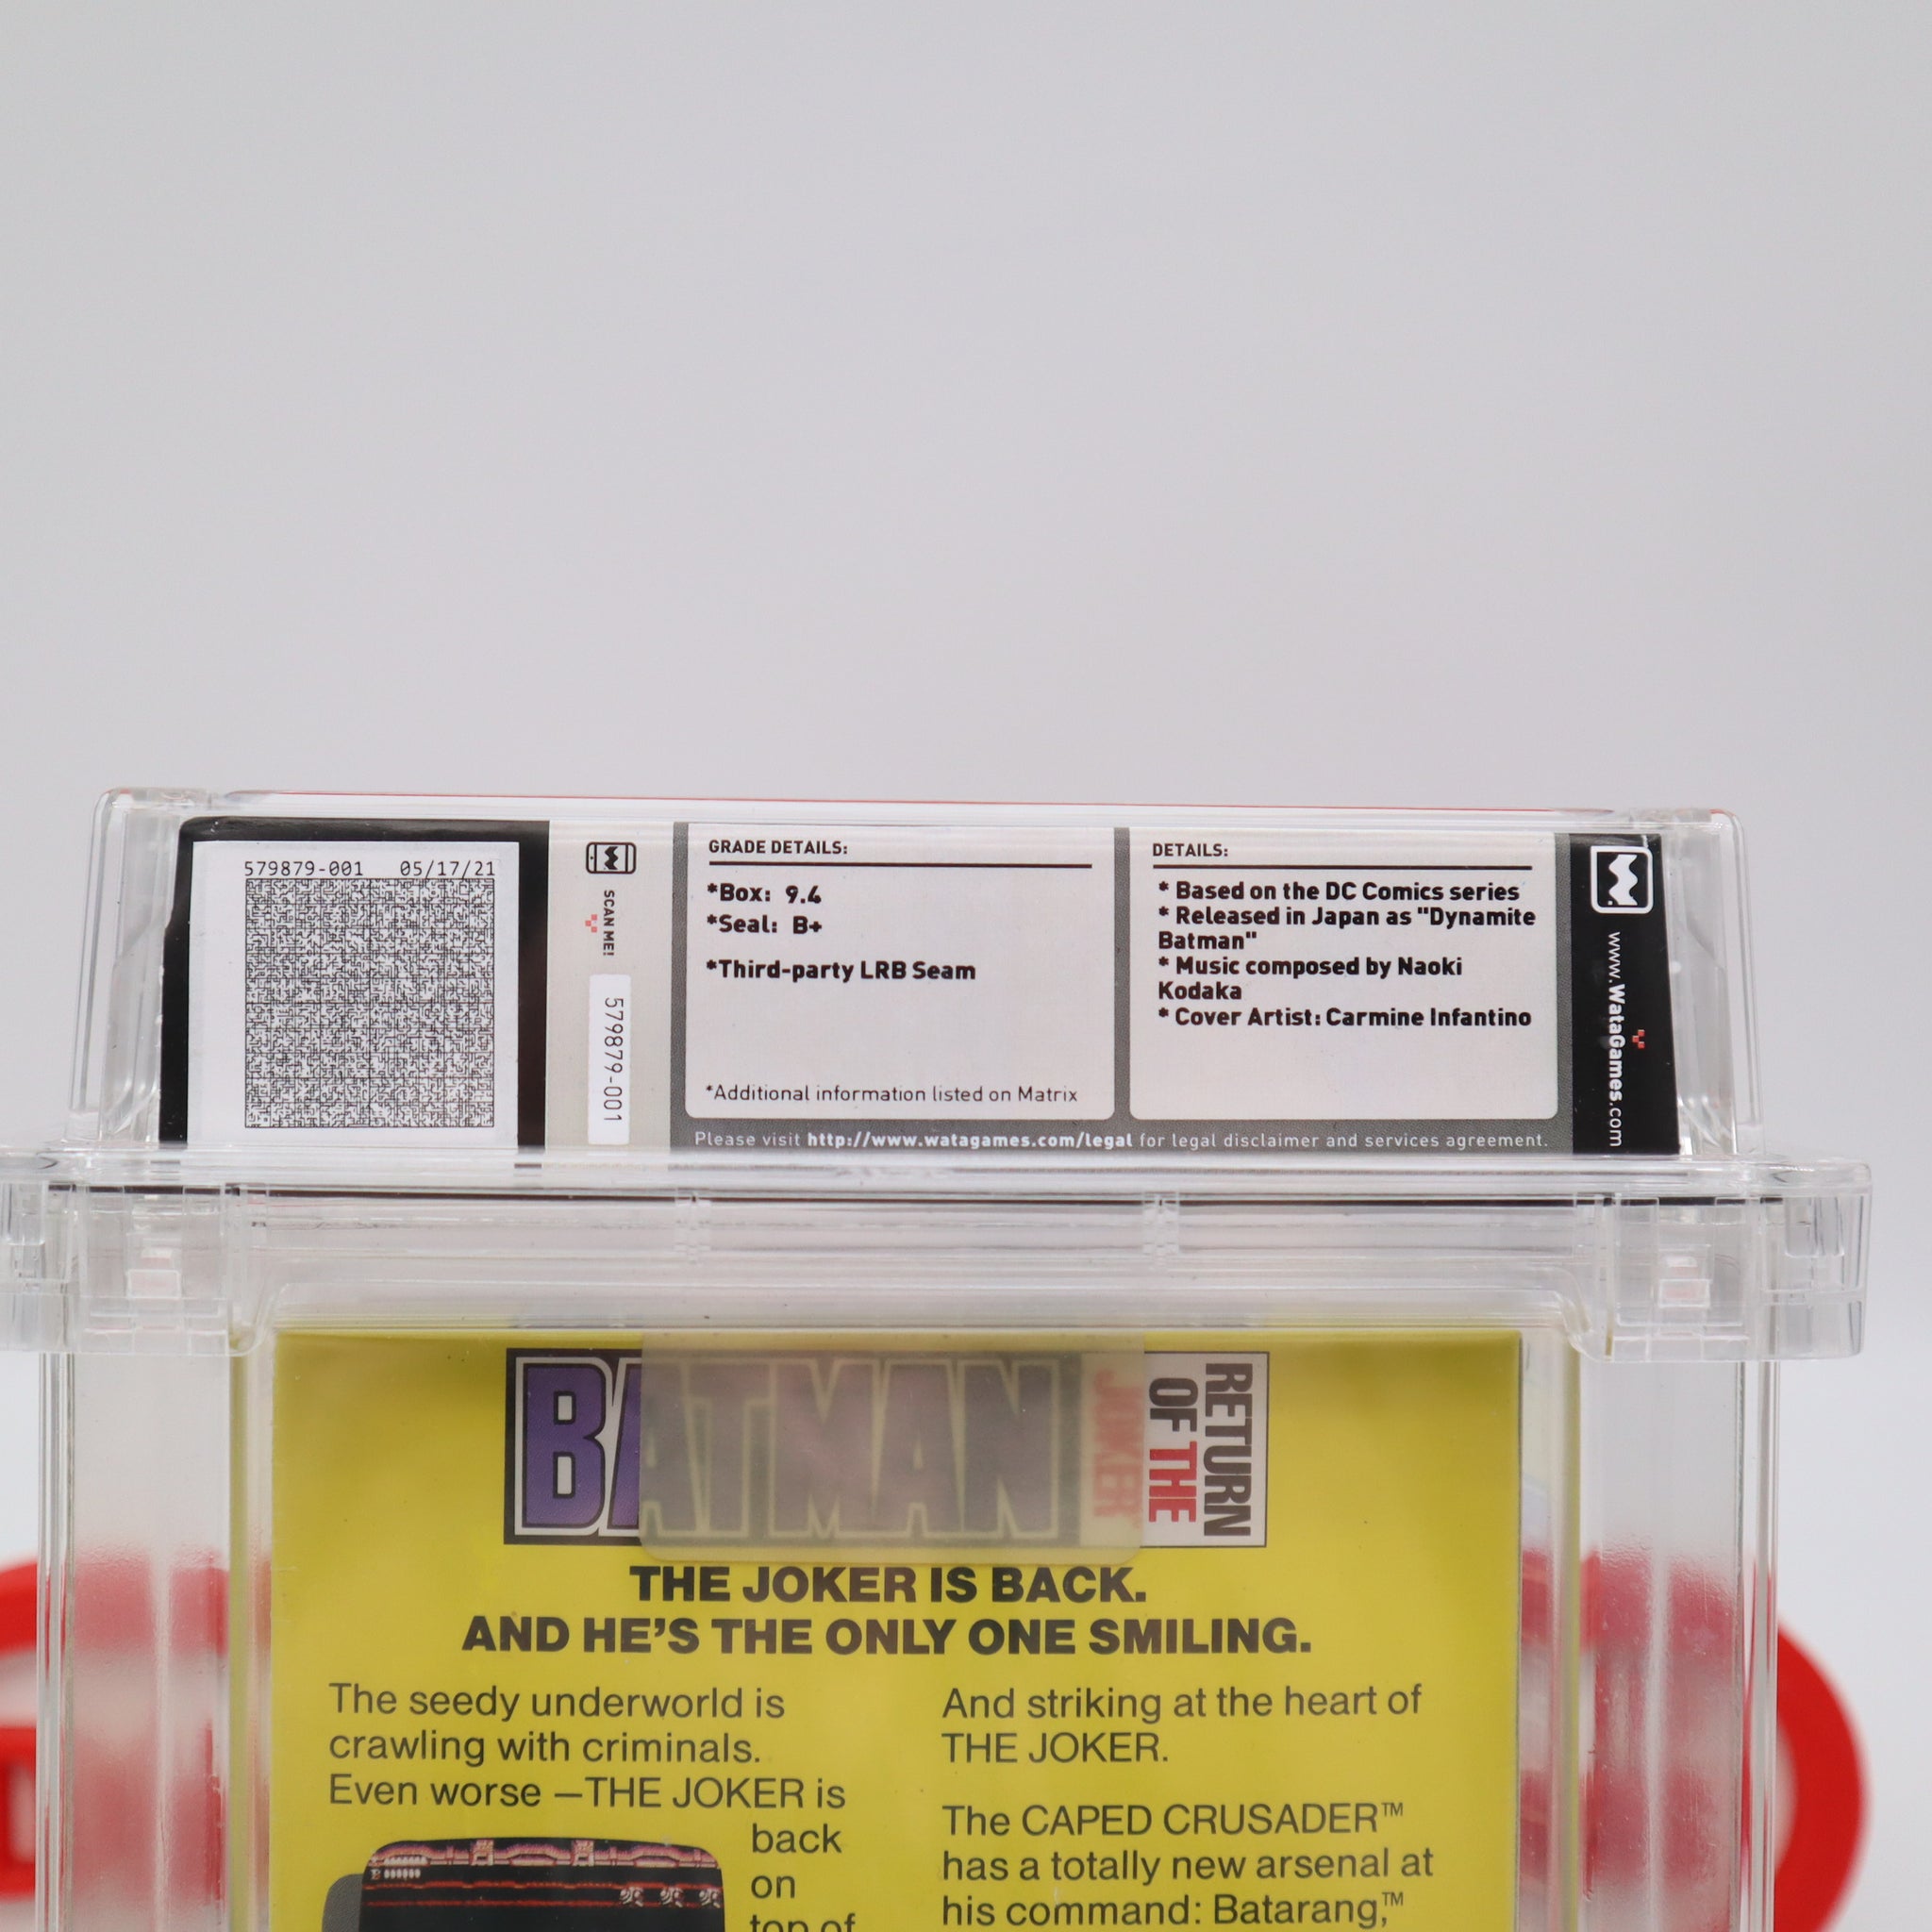 579879-001 05/17/21
SCAN ME!
579879-001
GRADE DETAILS:
*Box: 9.4
*Seal: B+
*Third-party LRB Seam
*Additional information listed on Matrix
DETAILS:
* Based on the DC Comics series
* Released in Japan as "Dynamite
Batman"
* Music composed by Naoki
Kodaka
* Cover Artist: Carmine Infantino
Please visit http://www.watagames.com/legal for legal disclaimer and services agreement.
www.WataGames.com
BATMAN
RETURN
OF THE
JOKER
THE JOKER IS BACK.
AND HE'S THE ONLY ONE SMILING.
The seedy underworld is
crawling with criminals.
Even worse —THE JOKER is
back
on
top of
And striking at the heart of
THE JOKER.
The CAPED CRUSADER™
has a totally new arsenal at
his command: Batarang,™